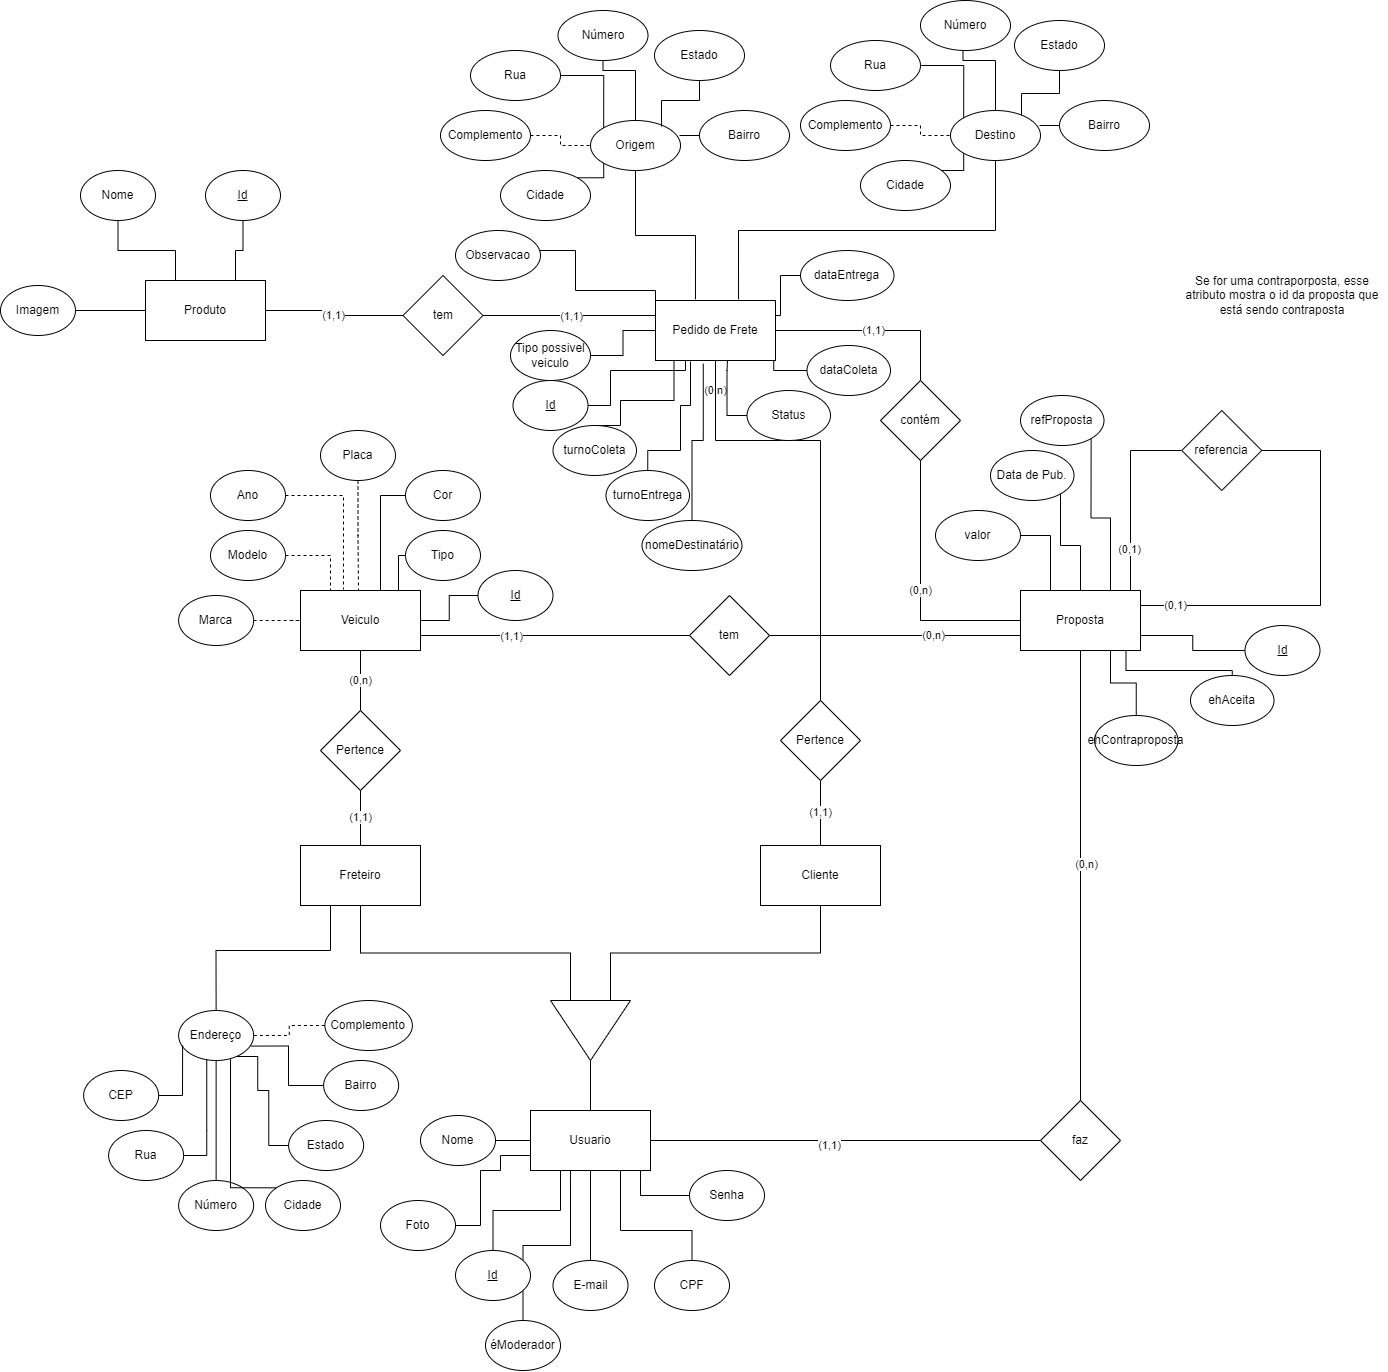 Número
Estado
Rua
Complemento
Origem
Bairro
Cidade
Número
Estado
Rua
Complemento
Destino
Bairro
Cidade
Nome
Id
Imagem
Produto
(1,1)
tem
(1,1)
Observacao
dataEntrega
Pedido de Frete
(1,1)
Tipo possivel
veiculo
dataColeta
Id
(0,n)
Status
turnoColeta
turnoEntrega
nomeDestinatário
contém
Se for uma contraporposta, esse
atributo mostra o id da proposta que
está sendo contraposta
refProposta
referencia
Data de Pub.
valor
(0,1)
(0,n)
(0,1)
Proposta
Id
ehAceita
ehContraproposta
Placa
Ano
Cor
Modelo
Tipo
Id
Marca
Veiculo
(1,1)
tem
(0,n)
(0,n)
Pertence
(1,1)
Pertence
(1,1)
Freteiro
Cliente
(0,n)
Endereço
Complemento
CEP
Bairro
Rua
Estado
Número
Cidade
Nome
Usuario
(1,1)
faz
Foto
Senha
Id
E-mail
CPF
éModerador